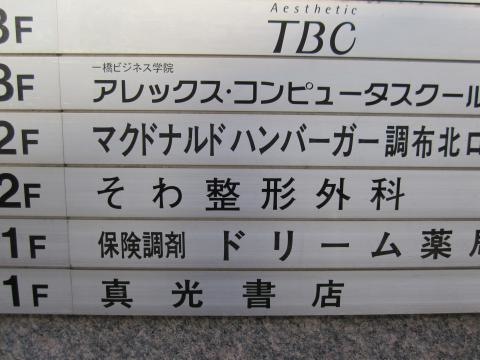 Aesthetic
3F TBC
一橋ビジネス学院
3F アレックス・コンピュータスクール
2F マクドナルドハンバーガー 調布北口
2F そわ整形外科
1F 保険調剤 ドリーム薬局
1F 真光書店